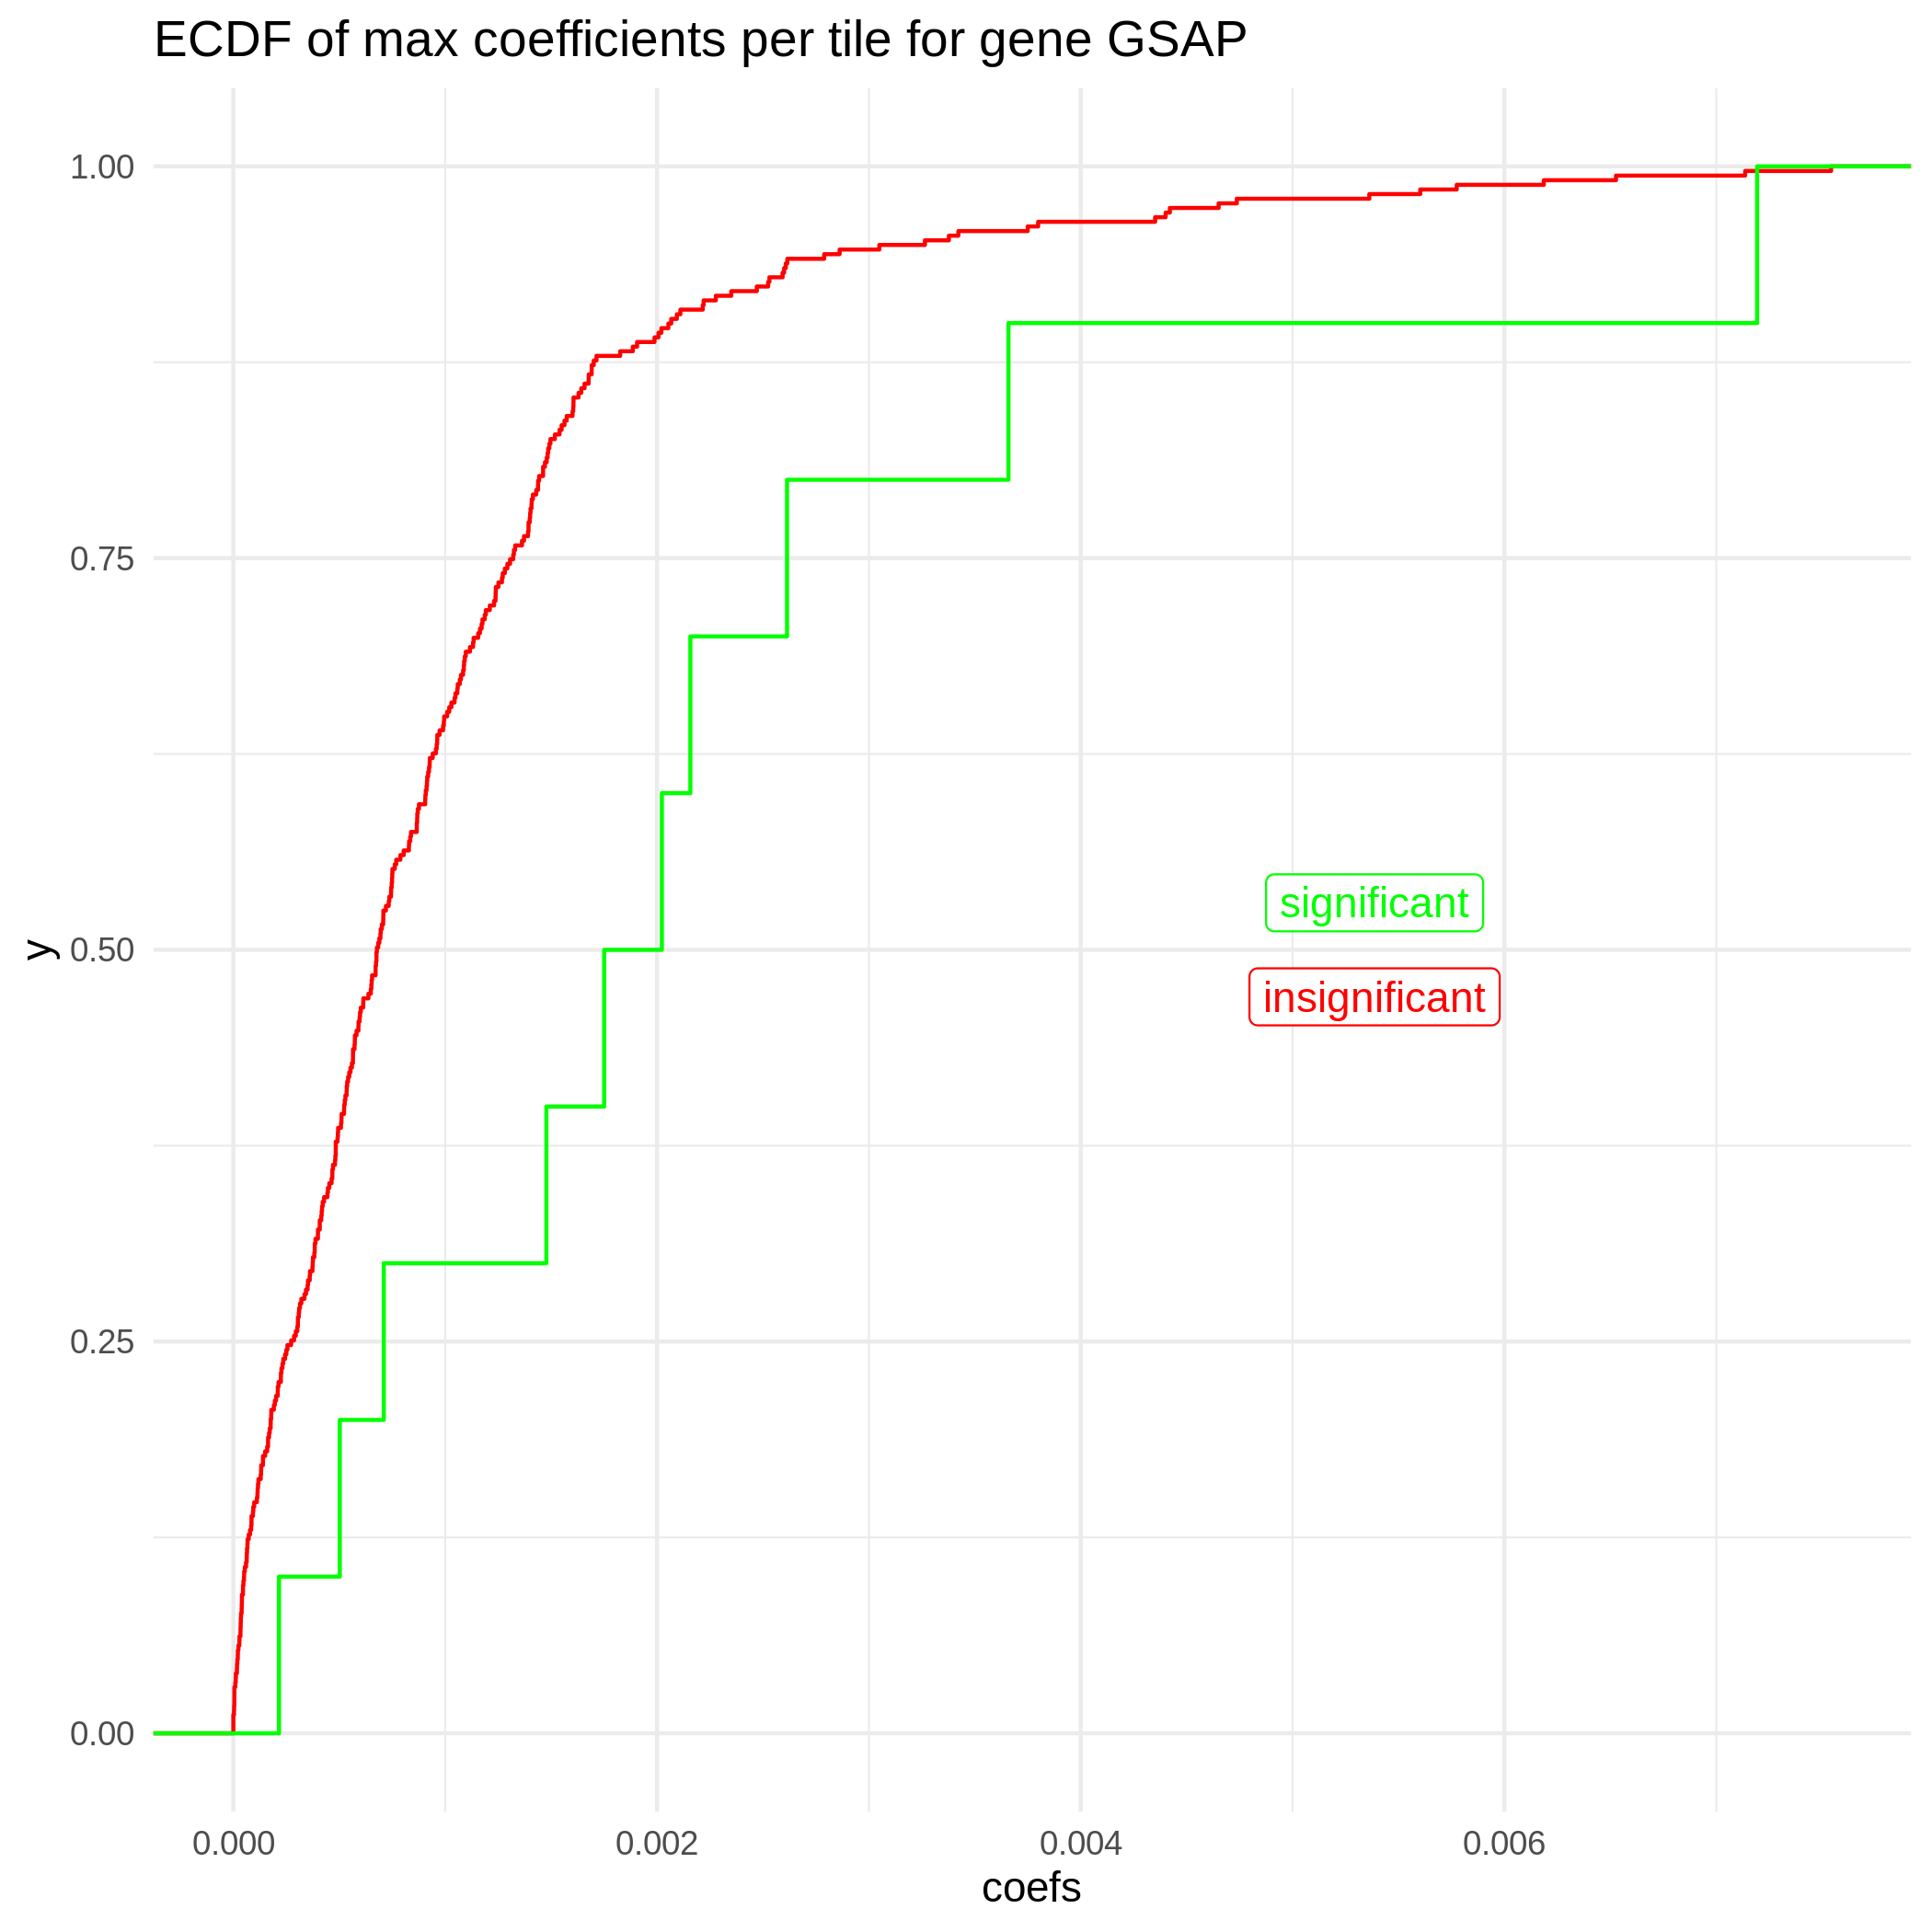 ECDF of max coefficients per tile for gene GSAP
1.00
0.75
0.50
0.25
0.00
y
significant
insignificant
0.000 0.002 0.004 0.006
coefs